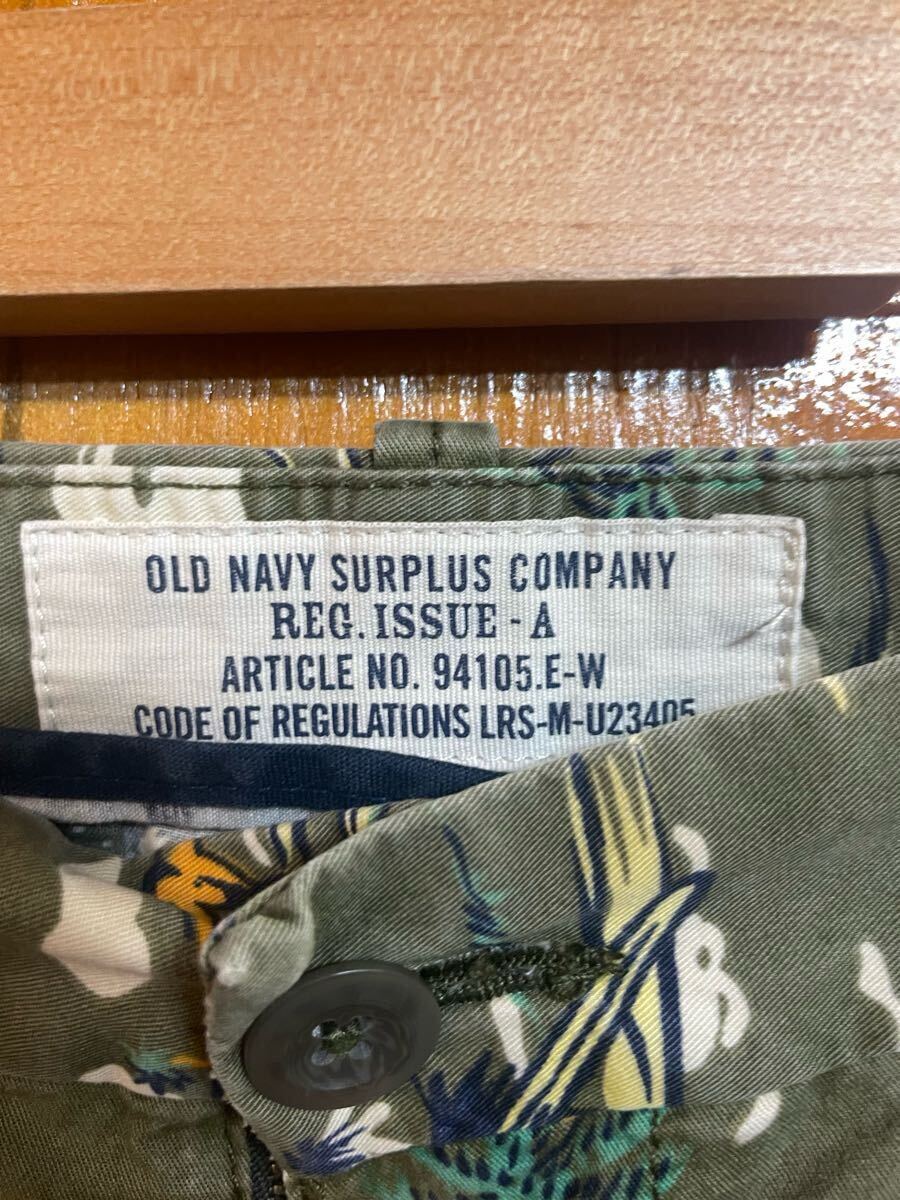 OLD NAVY SURPLUS COMPANY
REG. ISSUE - A
ARTICLE NO. 94105.E-W
CODE OF REGULATIONS LRS-M-U23405